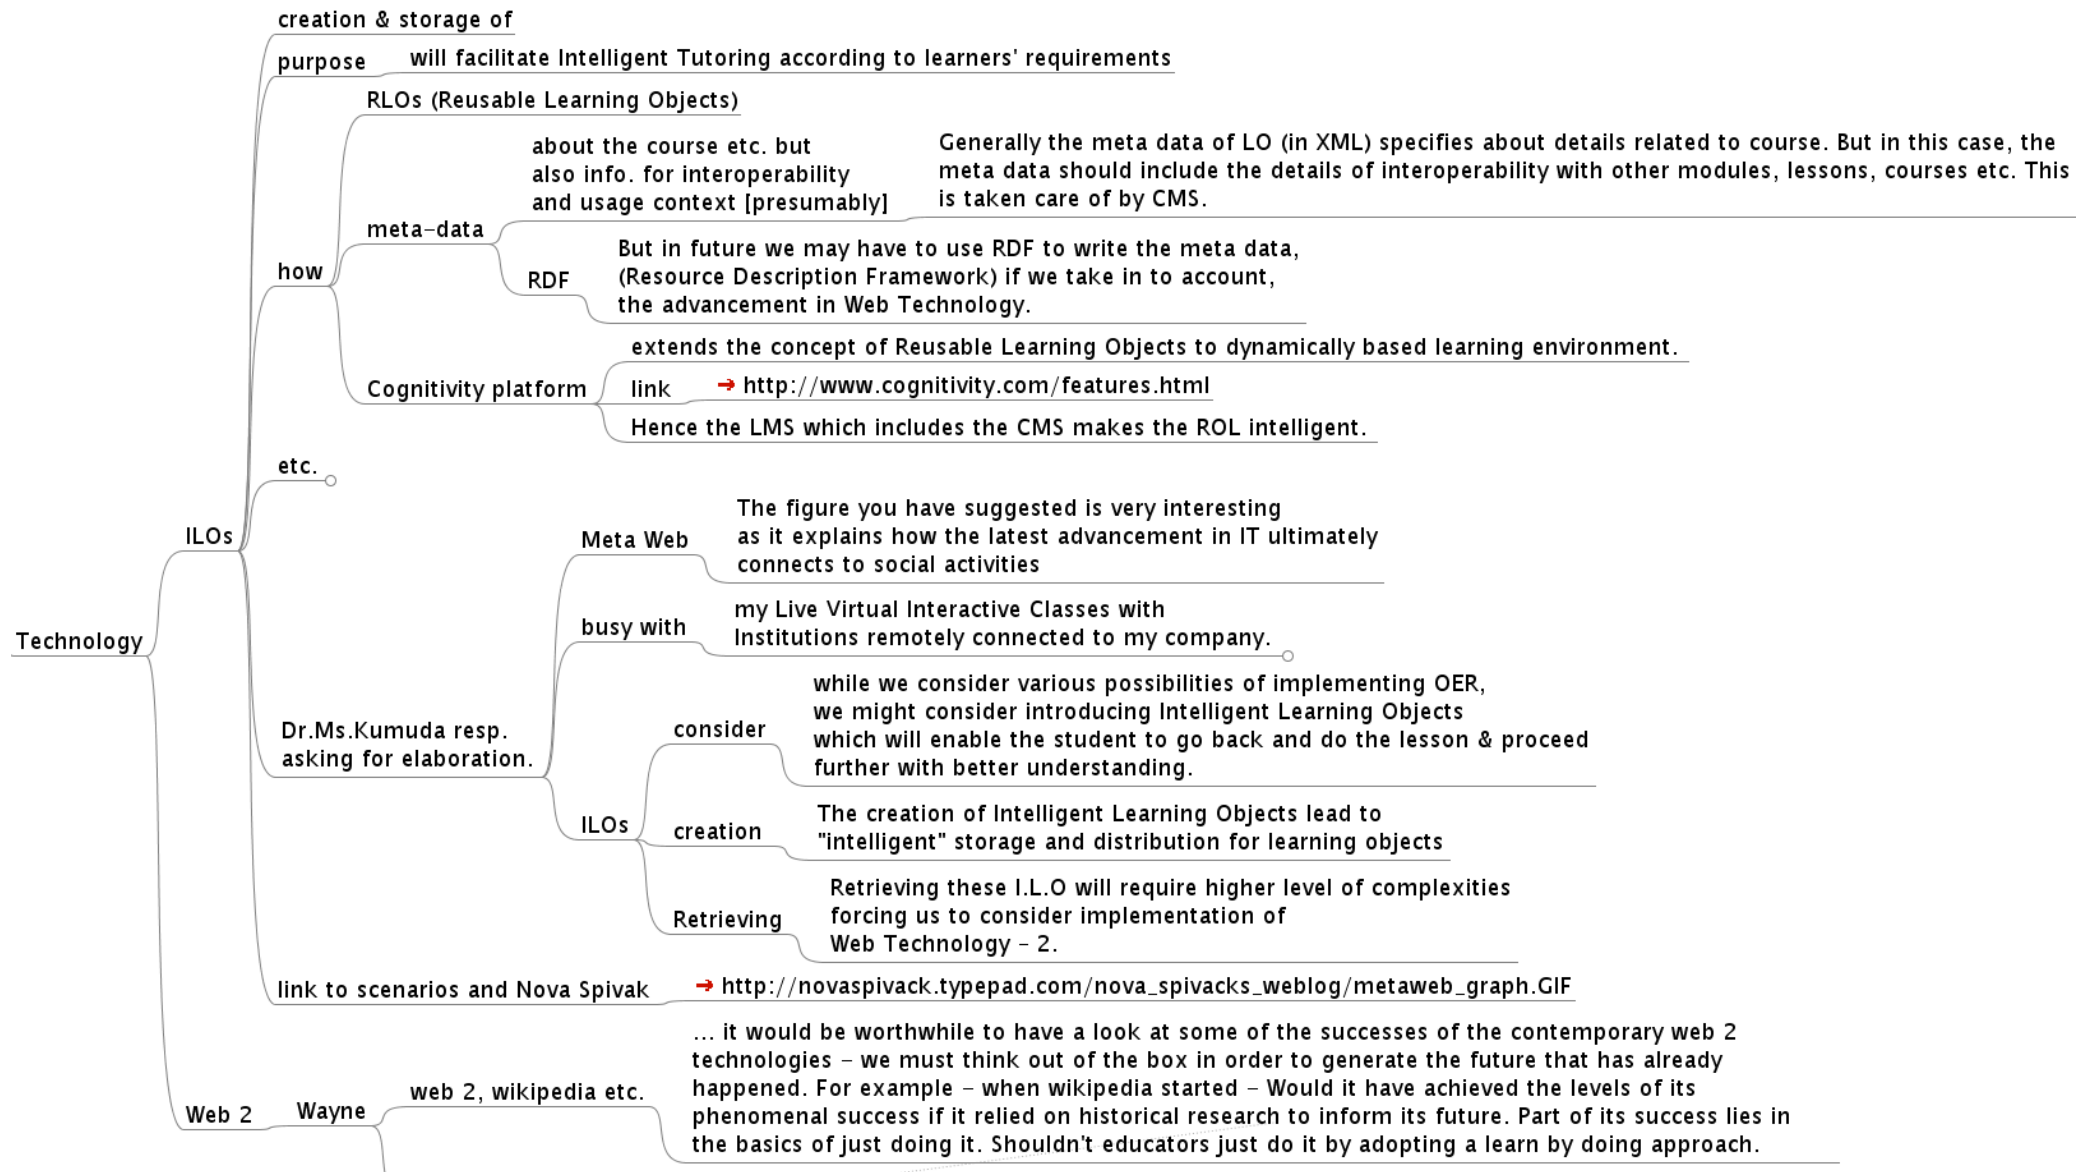 creation & storage of
purpose
will facilitate Intelligent Tutoring according to learners' requirements
RLOs (Reusable Learning Objects)
about the course etc. but
also info. for interoperability
and usage context [presumably]
Generally the meta data of LO (in XML) specifies about details related to course. But in this case, the
meta data should include the details of interoperability with other modules, lessons, courses etc. This
is taken care of by CMS.
meta-data
how
RDF
But in future we may have to use RDF to write the meta data,
(Resource Description Framework) if we take in to account,
the advancement in Web Technology.
extends the concept of Reusable Learning Objects to dynamically based learning environment.
Cognitivity platform
link
http://www.cognitivity.com/features.html
Hence the LMS which includes the CMS makes the ROL intelligent.
etc.
ILOs
Meta Web
The figure you have suggested is very interesting
as it explains how the latest advancement in IT ultimately
connects to social activities
Technology
busy with
my Live Virtual Interactive Classes with
Institutions remotely connected to my company.
Dr.Ms.Kumuda resp.
asking for elaboration.
consider
while we consider various possibilities of implementing OER,
we might consider introducing Intelligent Learning Objects
which will enable the student to go back and do the lesson & proceed
further with better understanding.
ILOs
creation
The creation of Intelligent Learning Objects lead to
"intelligent" storage and distribution for learning objects
Retrieving
Retrieving these I.L.O will require higher level of complexities
forcing us to consider implementation of
Web Technology - 2.
link to scenarios and Nova Spivak
http://novaspivack.typepad.com/nova_spivacks_weblog/metaweb_graph.GIF
Web 2
Wayne
web 2, wikipedia etc.
... it would be worthwhile to have a look at some of the successes of the contemporary web 2
technologies - we must think out of the box in order to generate the future that has already
happened. For example - when wikipedia started - Would it have achieved the levels of its
phenomenal success if it relied on historical research to inform its future. Part of its success lies in
the basics of just doing it. Shouldn't educators just do it by adopting a learn by doing approach.